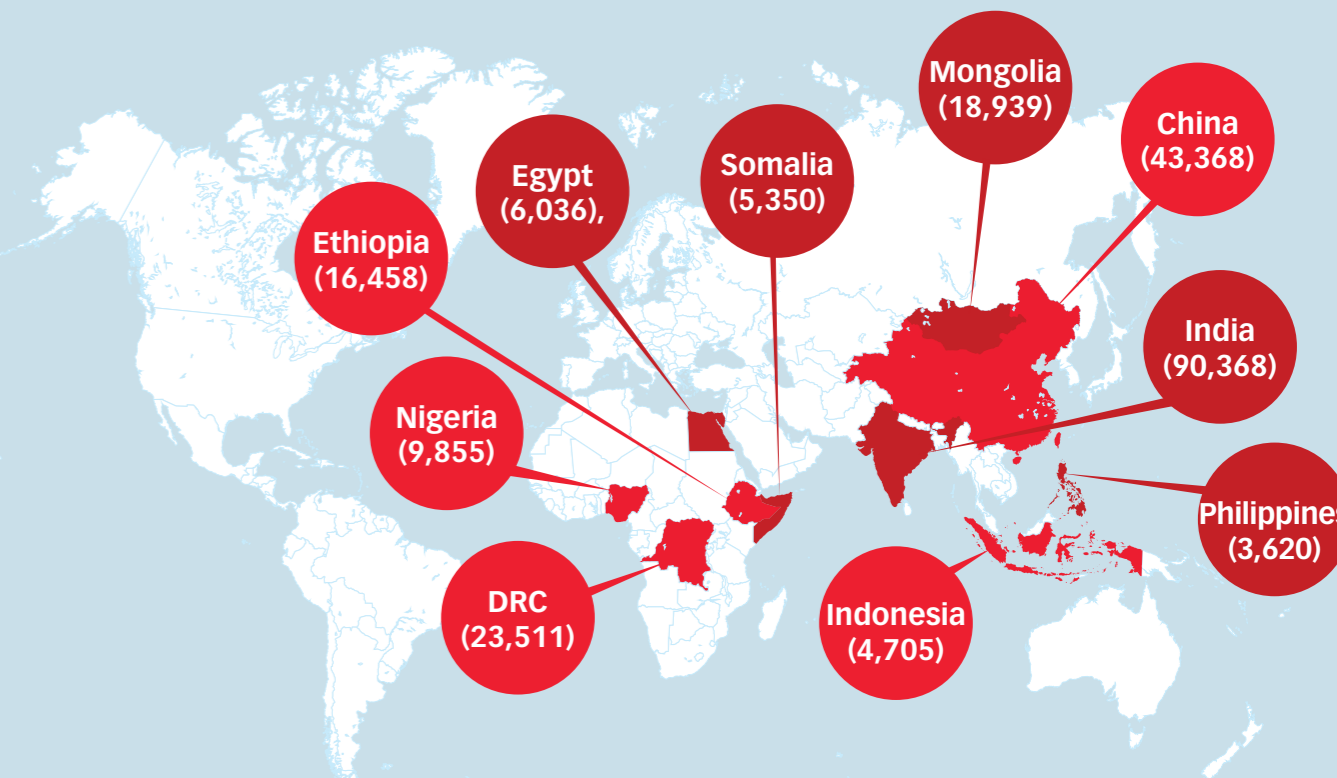 Mongolia
(18,939)
China
(43,368)
Egypt
(6,036),
Somalia
(5,350)
Ethiopia
(16,458)
India
(90,368)
Nigeria
(9,855)
Philippines
(3,620)
DRC
(23,511)
Indonesia
(4,705)